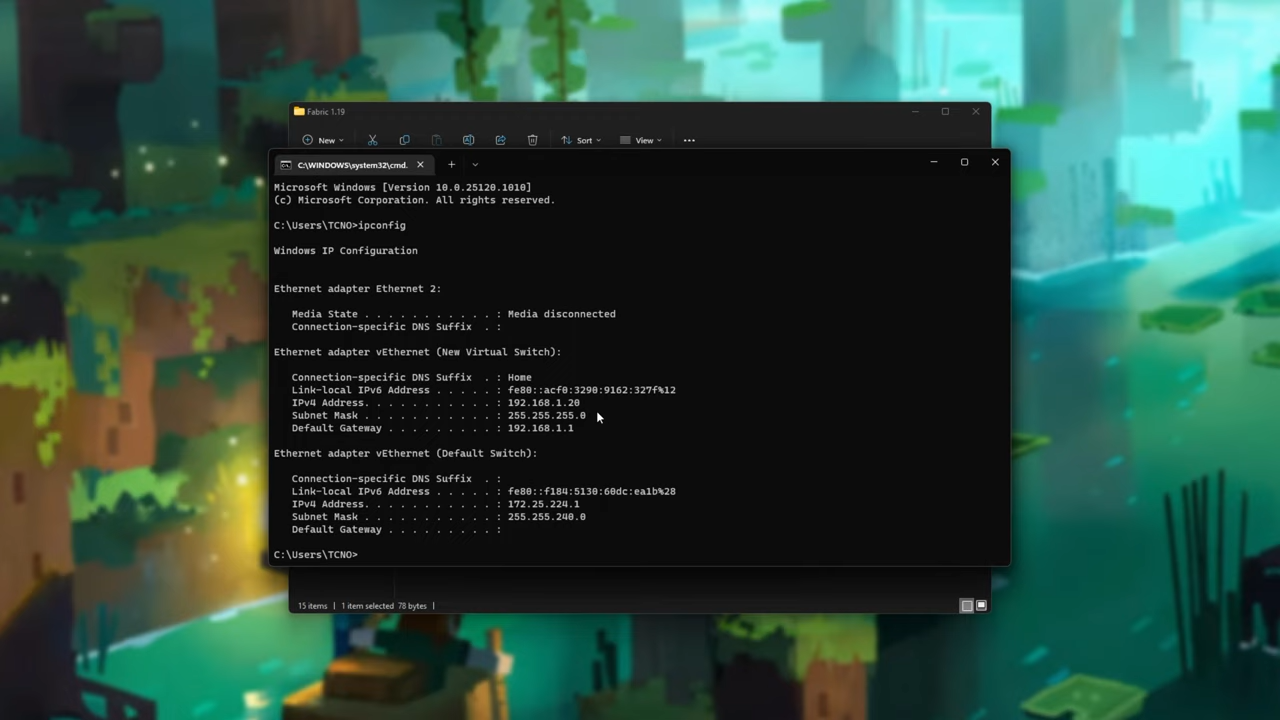 Fabric 1.19
New
Sort
View
C:\WINDOWS\system32\cmd.
Microsoft Windows [Version 10.0.25120.1010]
(c) Microsoft Corporation. All rights reserved.
C:\Users\TCNO>ipconfig
Windows IP Configuration
Ethernet adapter Ethernet 2:
Media State . . . . . . . . . . . : Media disconnected
Connection-specific DNS Suffix  . :
Ethernet adapter vEthernet (New Virtual Switch):
Connection-specific DNS Suffix  . : Home
Link-local IPv6 Address . . . . . : fe80::acf0:3290:9162:327f%12
IPv4 Address. . . . . . . . . . . : 192.168.1.20
Subnet Mask . . . . . . . . . . . : 255.255.255.0
Default Gateway . . . . . . . . . : 192.168.1.1
Ethernet adapter vEthernet (Default Switch):
Connection-specific DNS Suffix  . :
Link-local IPv6 Address . . . . . : fe80::f184:5130:60dc:ea1b%28
IPv4 Address. . . . . . . . . . . : 172.25.224.1
Subnet Mask . . . . . . . . . . . : 255.255.240.0
Default Gateway . . . . . . . . . :
C:\Users\TCNO>
15 items | 1 item selected 78 bytes |